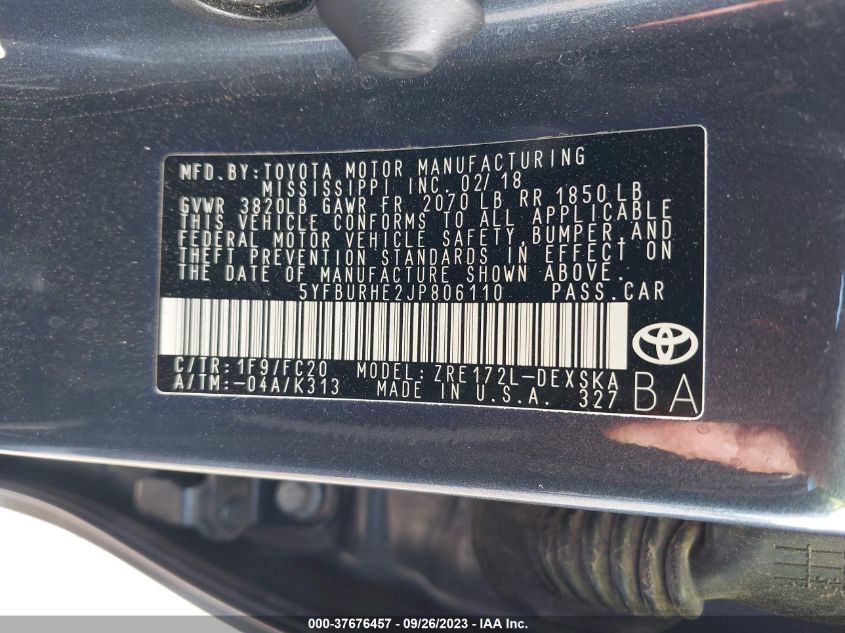 MFD.BY:TOYOTA MOTOR MANUFACTURING
MISSISSIPPI INC. 02/18
GVWR 3820LB GAWR FR 2070 LB RR 1850 LB
THIS VEHICLE CONFORMS TO ALL APPLICABLE
FEDERAL MOTOR VEHICLE SAFETY,BUMPER,AND
THEFT PREVENTION STANDARDS IN EFFECT ON
THE DATE OF MANUFACTURE SHOWN ABOVE.
5YFBURHE2JP806110 PASS.CAR
C/TR: 1F9/FC20 MODEL: ZRE172L-DEXSKA
A/TM: -04A/K313 MADE IN U.S.A. 327 BA
000-37676457 - 09/26/2023 - IAA Inc.